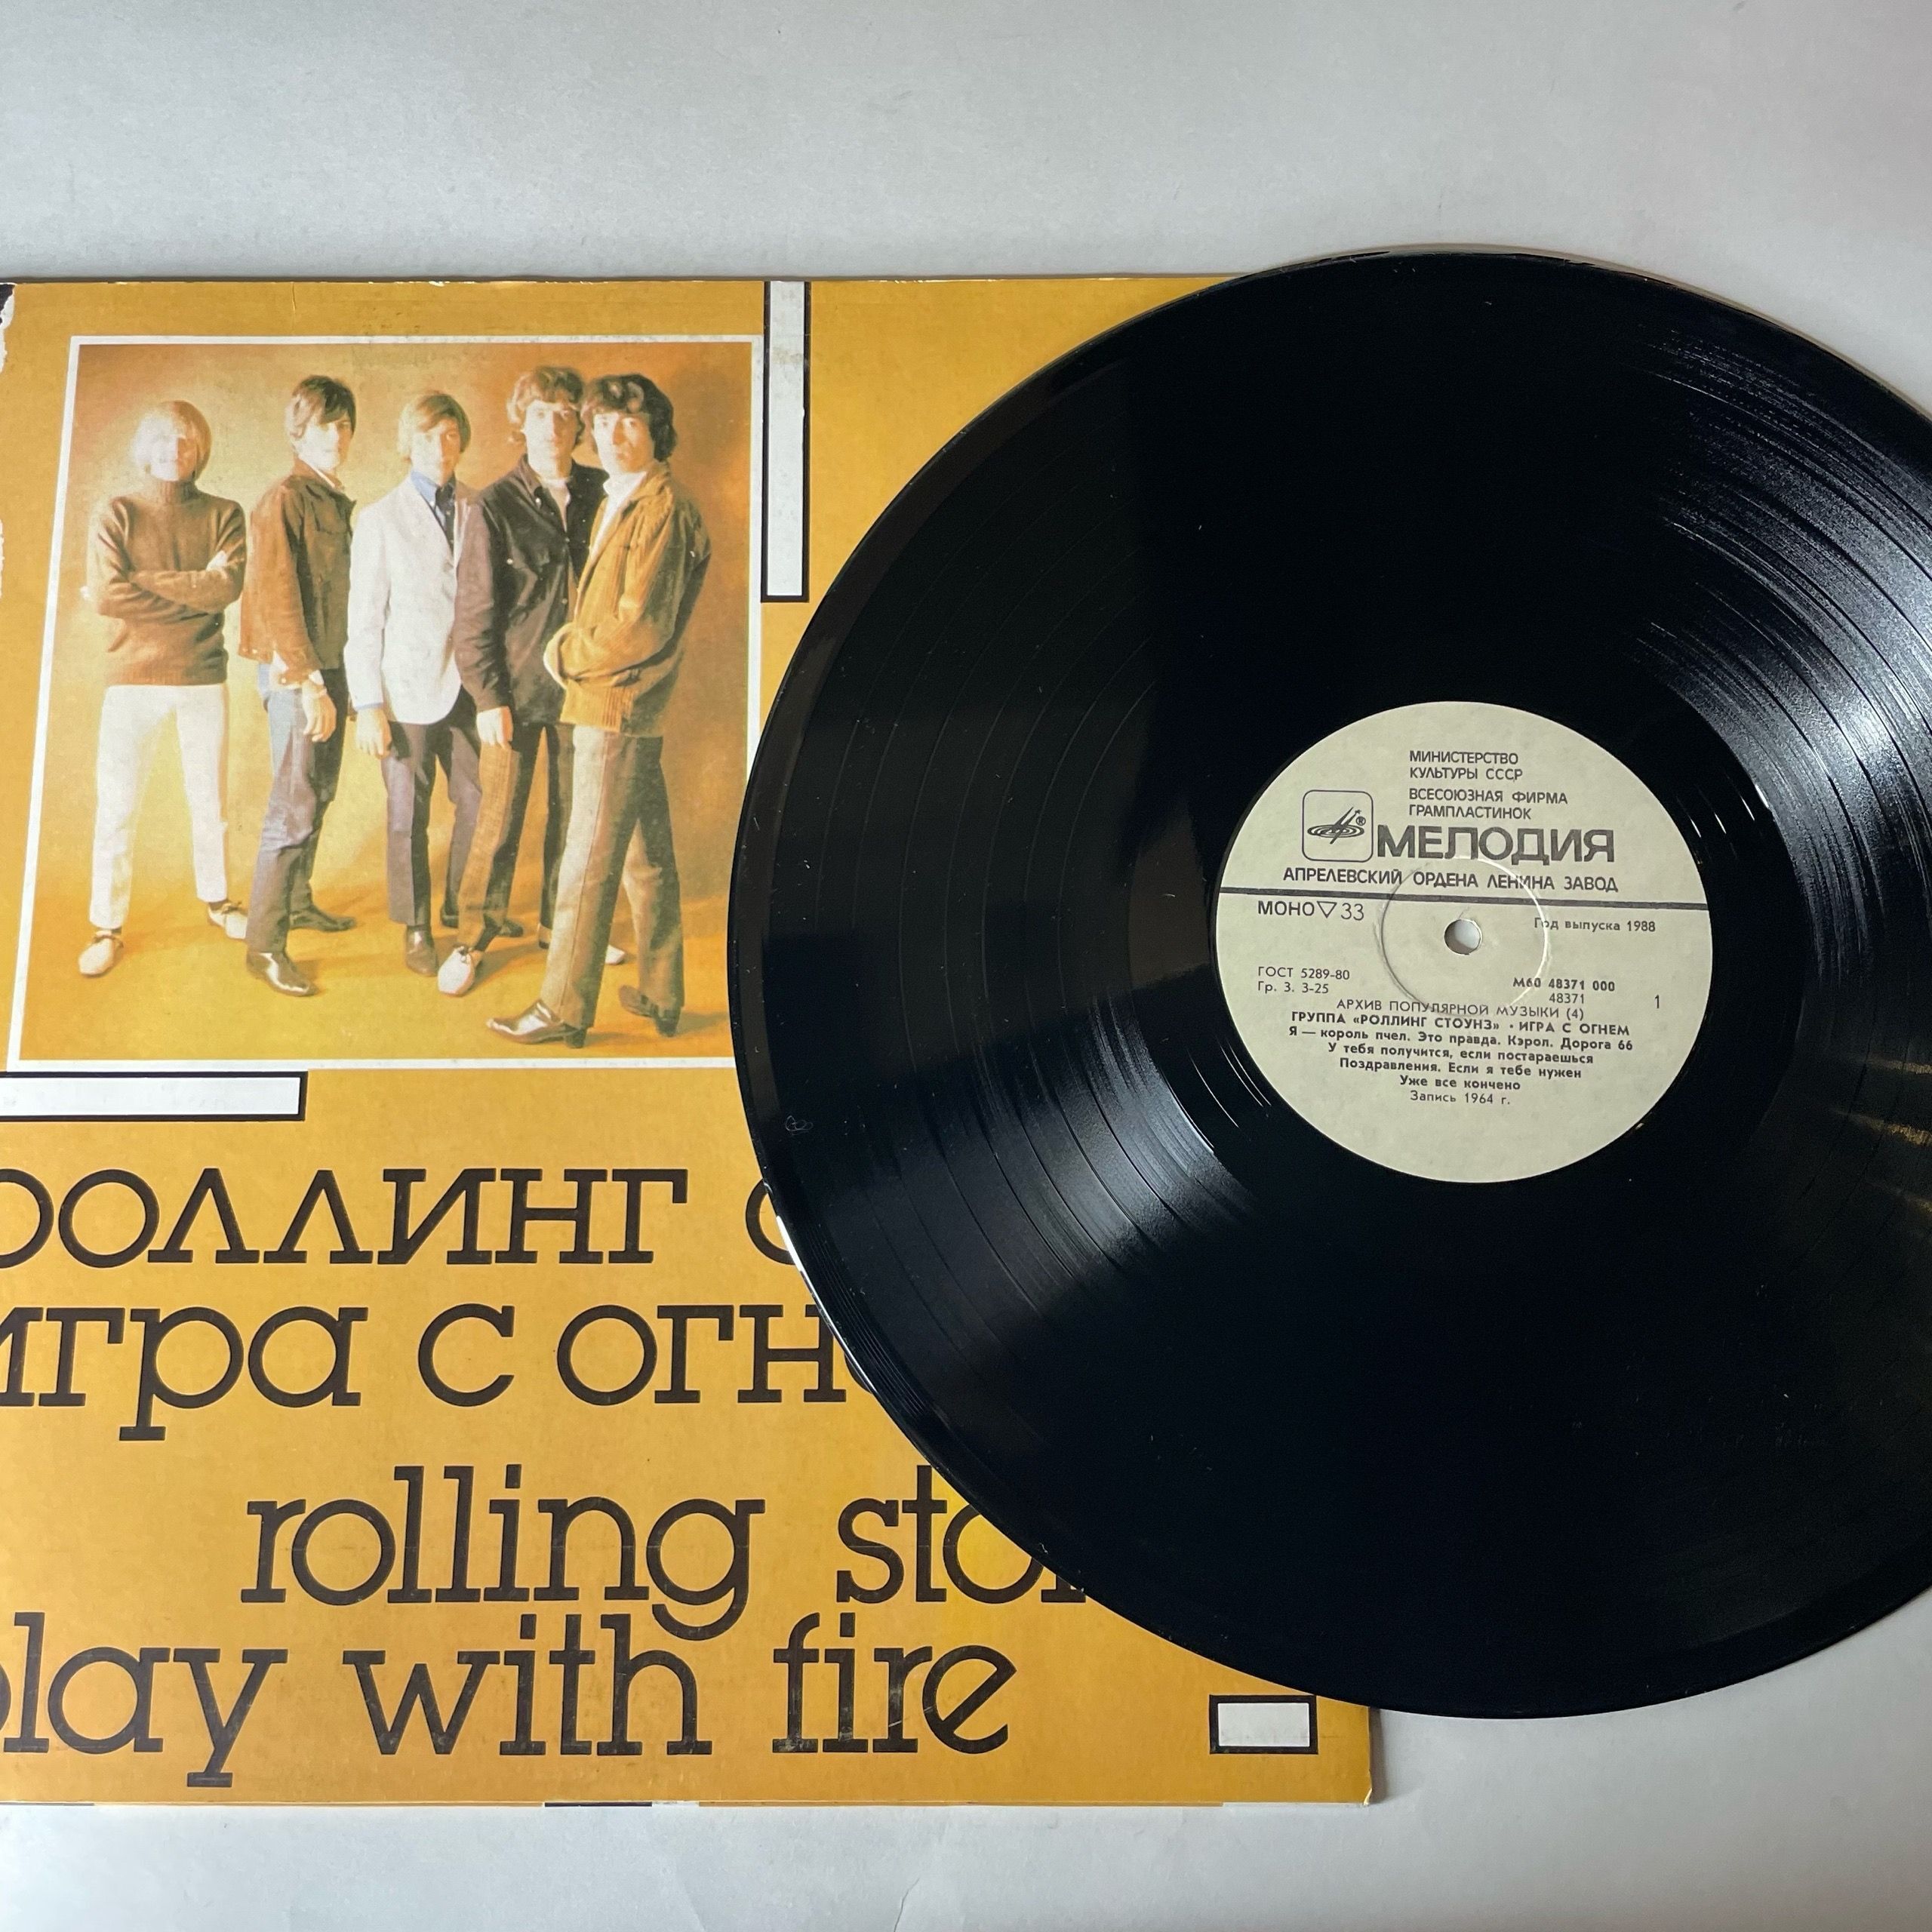 роллинг
игра с огн
rolling sto
play with fire
МИНИСТЕРСТВО
КУЛЬТУРЫ СССР
ВСЕСОЮЗНАЯ ФИРМА
ГРАМПЛАСТИНОК
®
МЕЛОДИЯ
АПРЕЛЕВСКИЙ ОРДЕНА ЛЕНИНА ЗАВОД
МОНО▽33
Год выпуска 1988
ГОСТ 5289-80
Гр. 3. 3-25
М60 48371 000
48371
1
АРХИВ ПОПУЛЯРНОЙ МУЗЫКИ (4)
ГРУППА «РОЛЛИНГ СТОУНЗ» · ИГРА С ОГНЕМ
Я — король пчел. Это правда. Кэрол. Дорога 66
У тебя получится, если постараешься
Поздравления. Если я тебе нужен
Уже все кончено
Запись 1964 г.